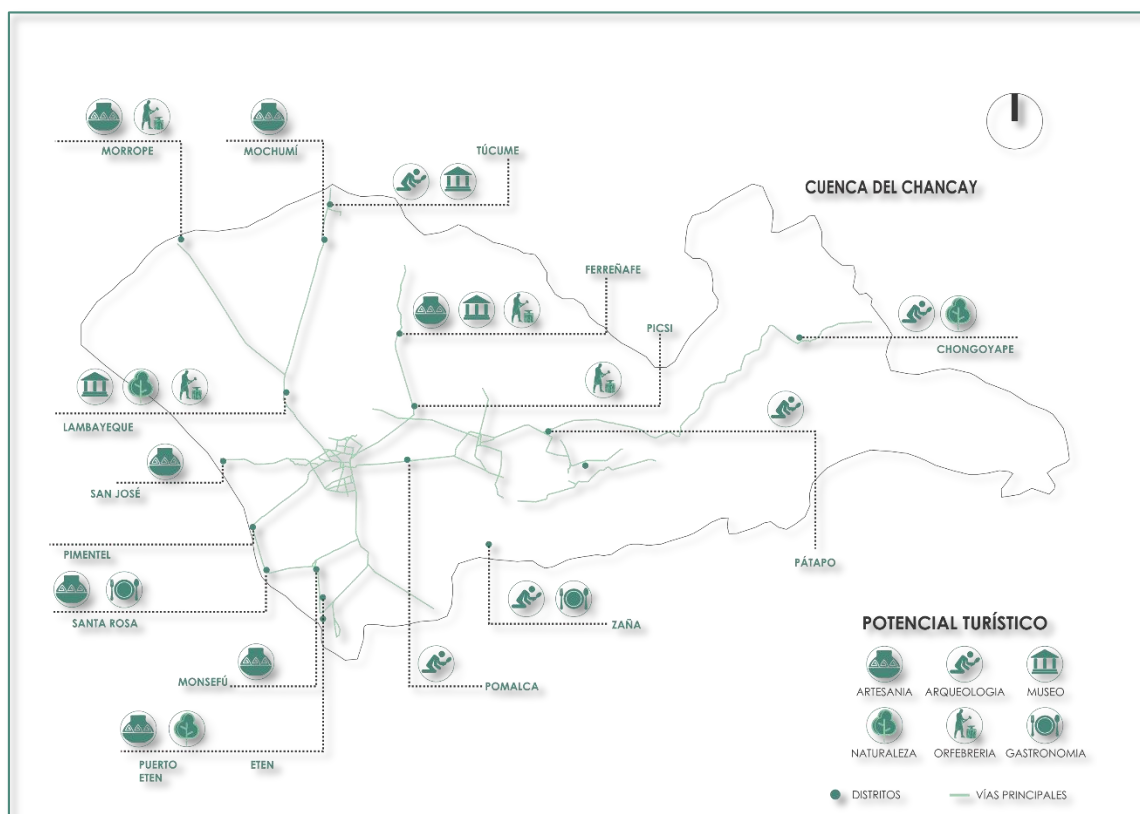 MORROPE
MOCHUMÍ
TÚCUME
CUENCA DEL CHANCAY
FERREÑAFE
PICSI
CHONGOYAPE
LAMBAYEQUE
SAN JOSÉ
PIMENTEL
PÁTAPO
SANTA ROSA
ZAÑA
MONSEFÚ
POMALCA
PUERTO
ETEN
ETEN
POTENCIAL TURÍSTICO
ARTESANIA
ARQUEOLOGIA
MUSEO
NATURALEZA
ORFEBRERIA
GASTRONOMIA
DISTRITOS
VÍAS PRINCIPALES